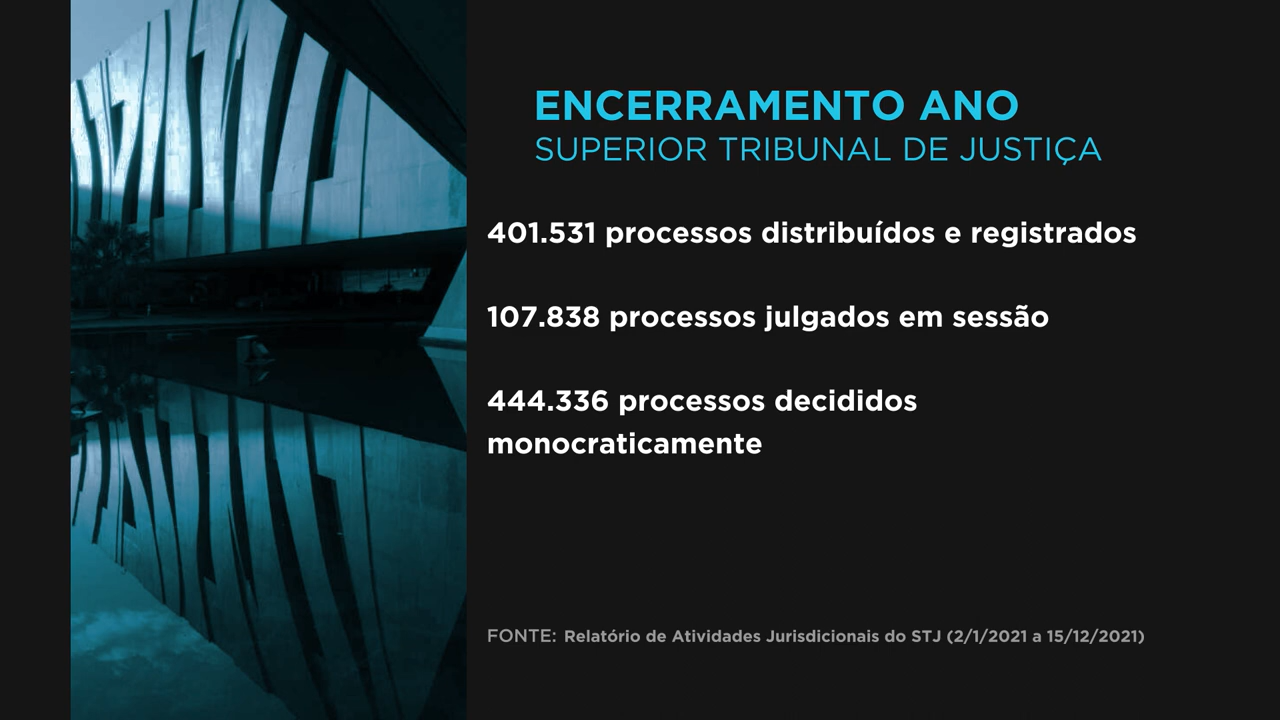 ENCERRAMENTO ANO
SUPERIOR TRIBUNAL DE JUSTIÇA
401.531 processos distribuídos e registrados
107.838 processos julgados em sessão
444.336 processos decididos
monocraticamente
FONTE: Relatório de Atividades Jurisdicionais do STJ (2/1/2021 a 15/12/2021)